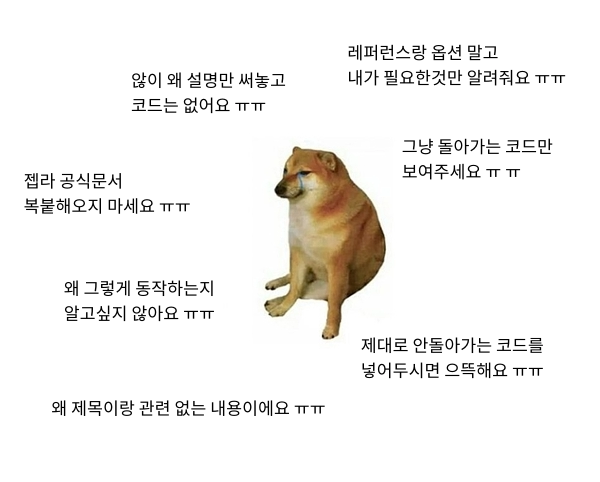 레퍼런스랑 옵션 말고
내가 필요한것만 알려줘요 ㅠㅠ
않이 왜 설명만 써놓고
코드는 없어요 ㅠㅠ
그냥 돌아가는 코드만
보여주세요 ㅠ ㅠ
젭라 공식문서
복붙해오지 마세요 ㅠㅠ
왜 그렇게 동작하는지
알고싶지 않아요 ㅠㅠ
제대로 안돌아가는 코드를
넣어두시면 으뜩해요 ㅠㅠ
왜 제목이랑 관련 없는 내용이에요 ㅠㅠ